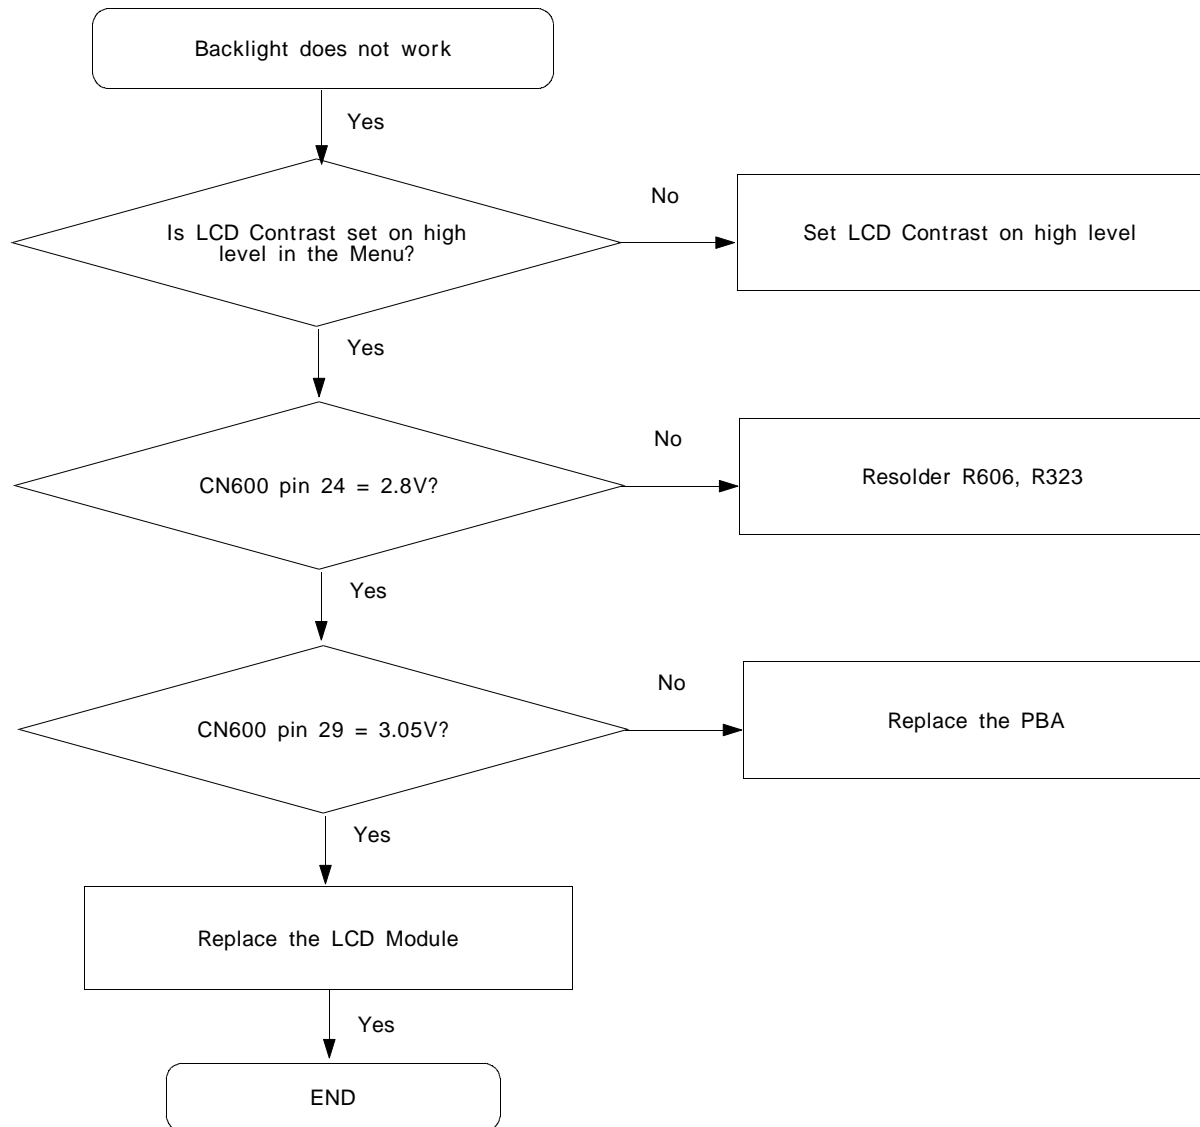 Backlight does not work
Yes
Is LCD Contrast set on high
level in the Menu?
No
Set LCD Contrast on high level
Yes
CN600 pin 24 = 2.8V?
No
Resolder R606, R323
Yes
CN600 pin 29 = 3.05V?
No
Replace the PBA
Yes
Replace the LCD Module
Yes
END